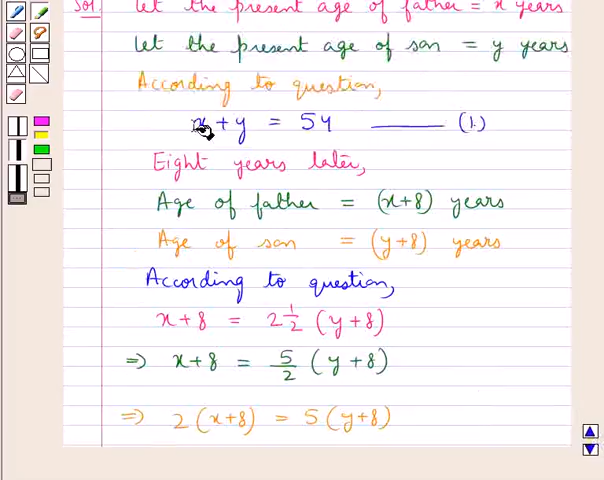 Sol. Let the present age of father = x years
Let the present age of son = y years
According to question,
x + y = 54 ——— (1.)
Eight years later,
Age of father = (x+8) years
Age of son = (y+8) years
According to question,
x+8 = 2 1/2 (y+8)
⇒ x+8 = 5/2 (y+8)
⇒ 2(x+8) = 5(y+8)